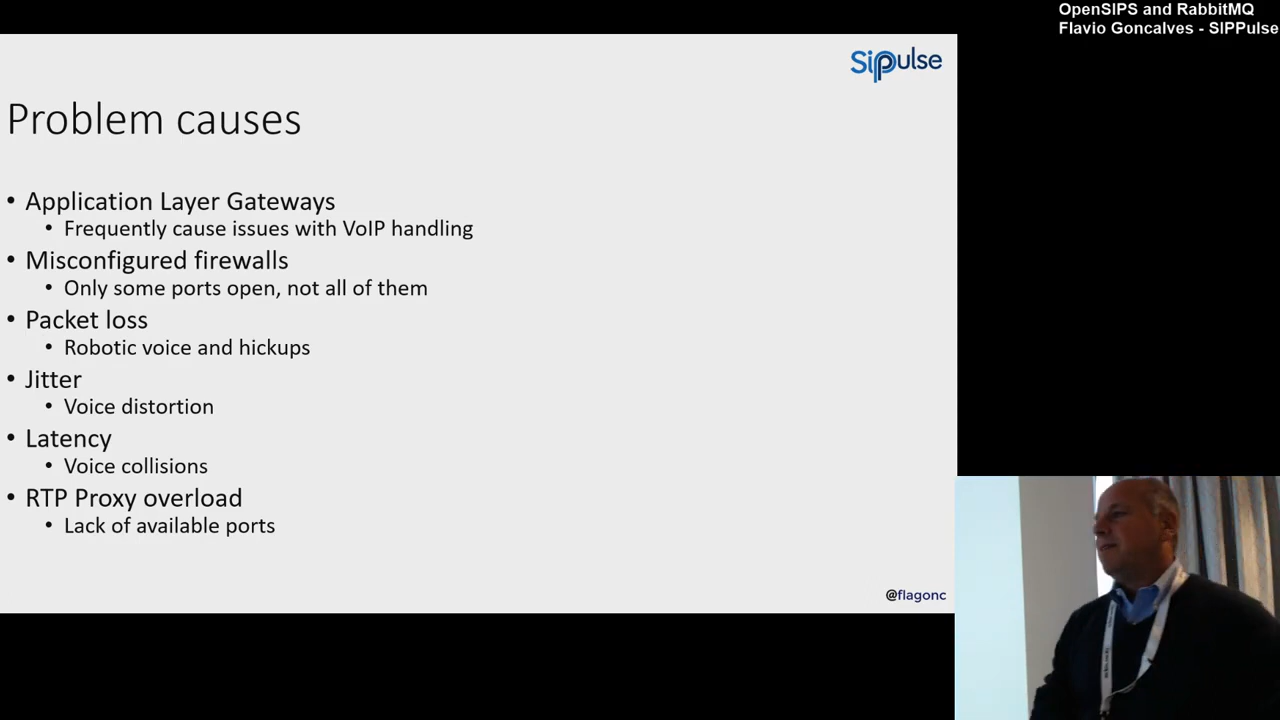 OpenSIPS and RabbitMQ
Flavio Goncalves - SIPPulse
Sippulse
Problem causes
• Application Layer Gateways
• Frequently cause issues with VoIP handling
• Misconfigured firewalls
• Only some ports open, not all of them
• Packet loss
• Robotic voice and hickups
• Jitter
• Voice distortion
• Latency
• Voice collisions
• RTP Proxy overload
• Lack of available ports
@flagonc